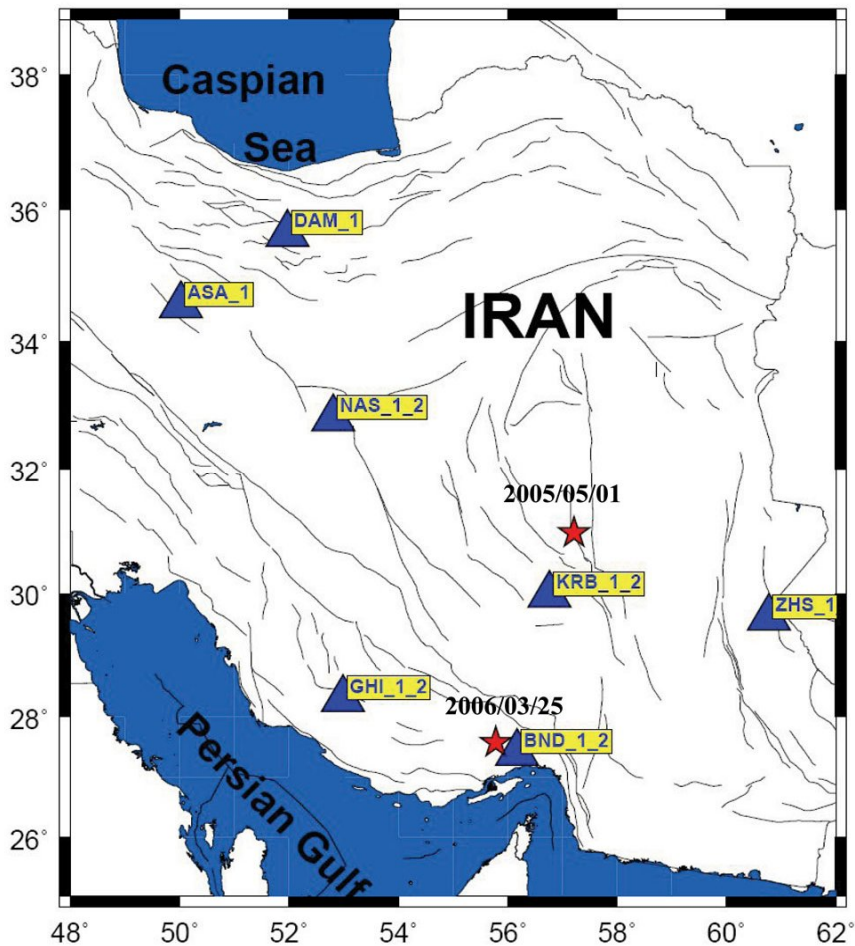 38°
Caspian
Sea
36°
DAM_1
ASA_1
IRAN
34°
NAS_1_2
32°
2005/05/01
KRB_1_2
30°
ZHS_1
GHI_1_2
2006/03/25
28°
BND_1_2
Persian Gulf
26°
48° 50° 52° 54° 56° 58° 60° 62°